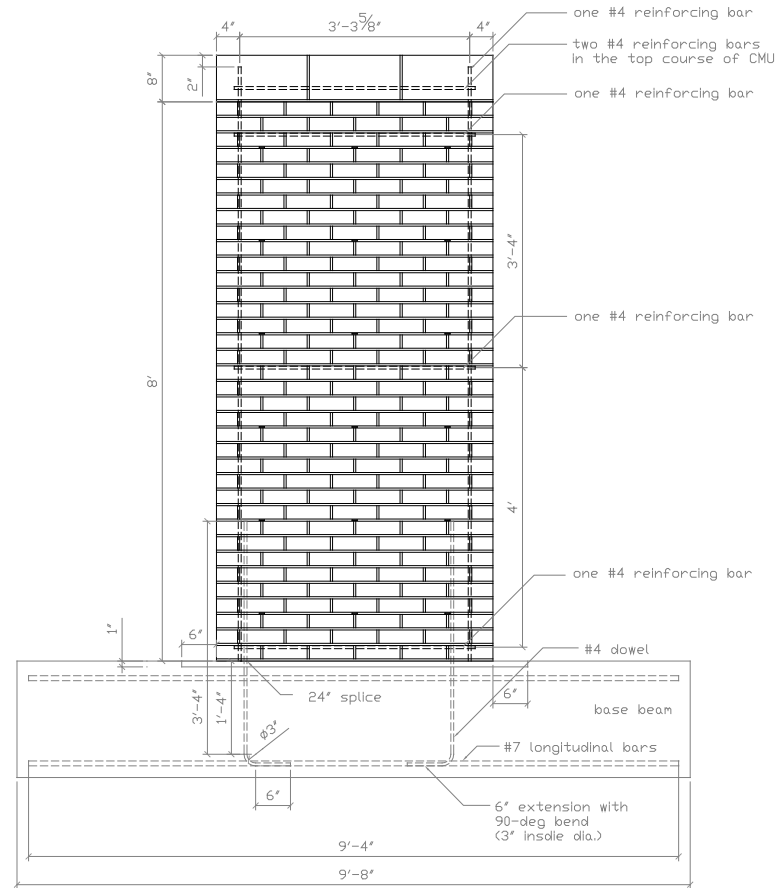 4"
3'-3 5/8"
4"
one #4 reinforcing bar
two #4 reinforcing bars
in the top course of CMU
8"
2"
one #4 reinforcing bar
3'-4"
one #4 reinforcing bar
8'
4'
one #4 reinforcing bar
1"
6"
#4 dowel
24" splice
6"
3'-4"
1'-4"
base beam
ø3"
#7 longitudinal bars
6"
6" extension with
90-deg bend
(3" insdie dia.)
9'-4"
9'-8"